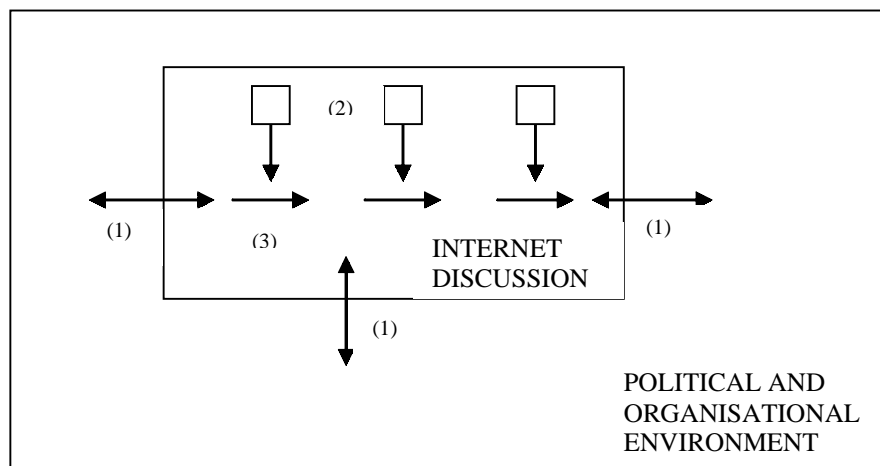 (2)
(1)
(3)
(1)
INTERNET
DISCUSSION
(1)
POLITICAL AND
ORGANISATIONAL
ENVIRONMENT